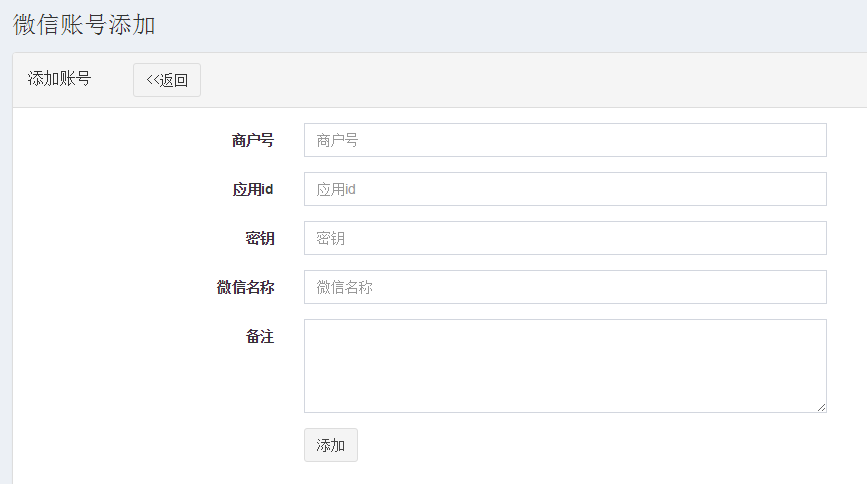 微信账号添加
添加账号 <<返回
商户号 商户号
应用id 应用id
密钥 密钥
微信名称 微信名称
备注
添加